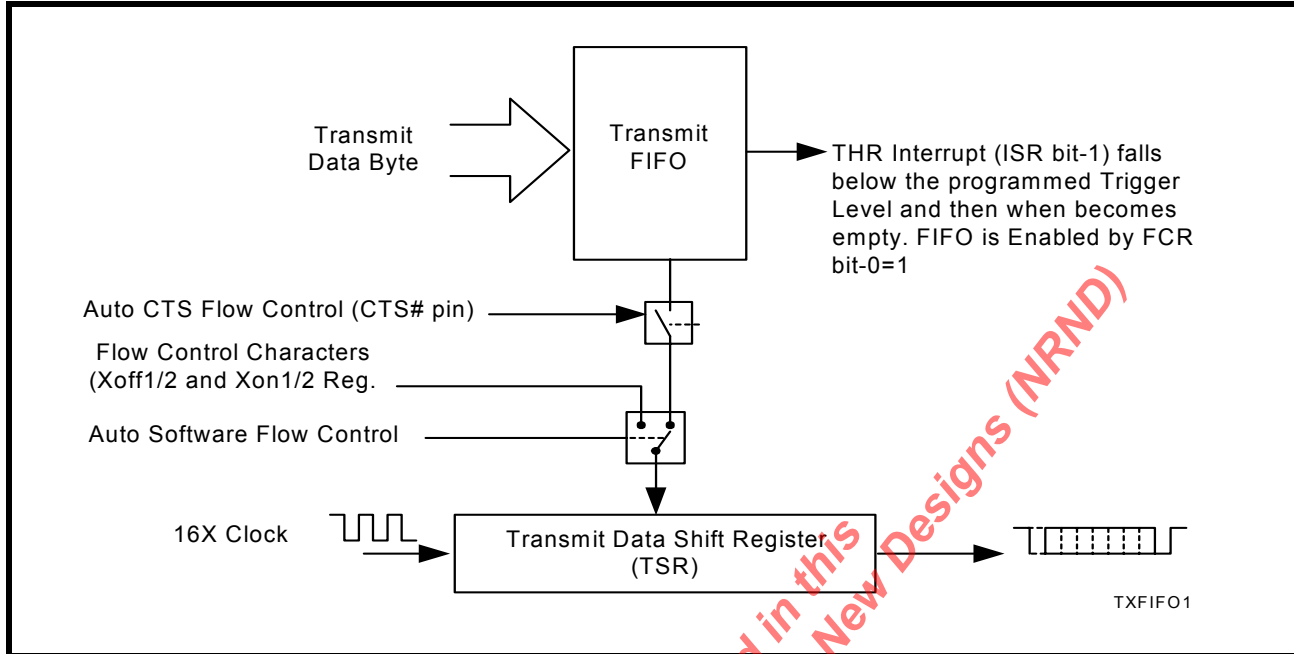 Transmit
Data Byte
Transmit
FIFO
THR Interrupt (ISR bit-1) falls
below the programmed Trigger
Level and then when becomes
empty. FIFO is Enabled by FCR
bit-0=1
Auto CTS Flow Control (CTS# pin)
Flow Control Characters
(Xoff1/2 and Xon1/2 Reg.
Auto Software Flow Control
16X Clock
Transmit Data Shift Register
(TSR)
TXFIFO1
in this
New Designs (NRND)